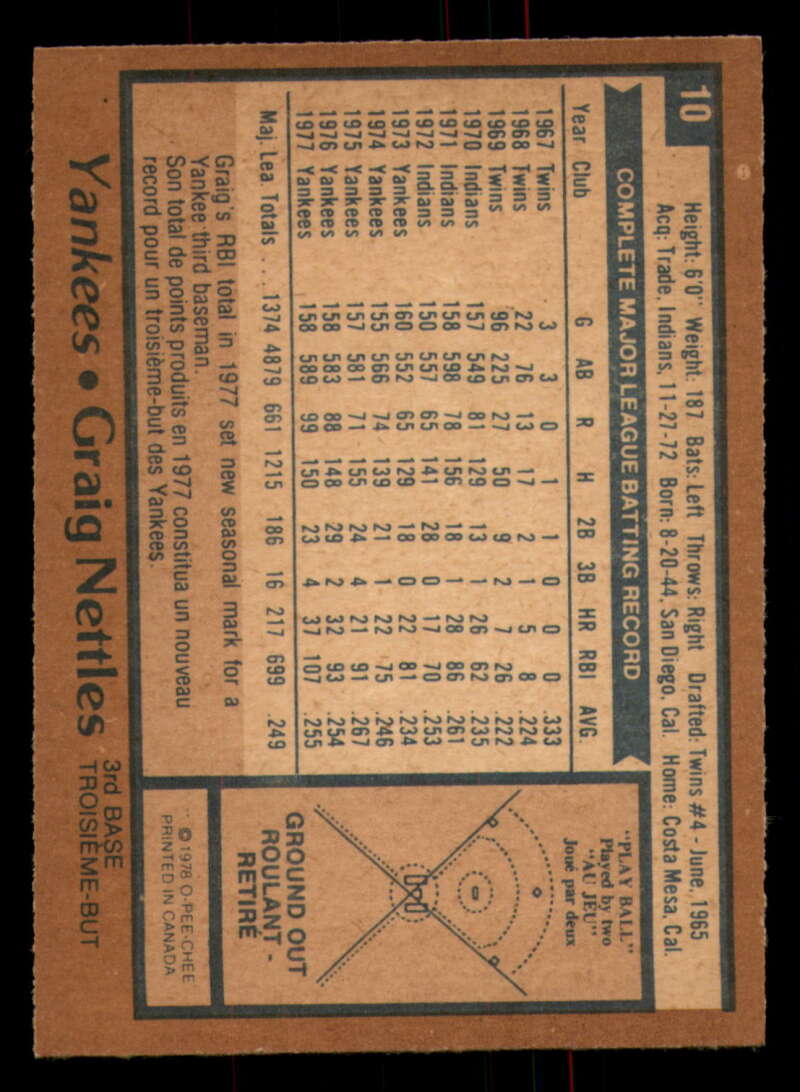 10
Height: 6'0" Weight: 187 Bats: Left Throws: Right Drafted: Twins #4 - June, 1965
Acq: Trade, Indians, 11-27-72 Born: 8-20-44, San Diego, Cal. Home: Costa Mesa, Cal.
COMPLETE MAJOR LEAGUE BATTING RECORD
Year Club G AB R H 2B 3B HR RBI AVG.
1967 Twins 3 3 0 1 1 0 0 0 .333
1968 Twins 22 76 13 17 2 1 5 8 .224
1969 Twins 96 225 27 50 9 2 7 26 .222
1970 Indians 157 549 81 129 13 1 26 62 .235
1971 Indians 158 598 78 156 18 1 28 86 .261
1972 Indians 150 557 65 141 28 0 17 70 .253
1973 Yankees 160 552 65 129 18 0 22 81 .234
1974 Yankees 155 566 74 139 21 1 22 75 .246
1975 Yankees 157 581 71 155 24 4 21 91 .267
1976 Yankees 158 583 88 148 29 2 32 93 .254
1977 Yankees 158 589 99 150 23 4 37 107 .255
Maj. Lea. Totals ... 1374 4879 661 1215 186 16 217 699 .249
Graig's RBI total in 1977 set new seasonal mark for a
Yankee third baseman.
Son total de points produits en 1977 constitua un nouveau
record pour un troisième-but des Yankees.
"PLAY BALL"
Played by two
"AU JEU"
Joué par deux
GROUND OUT
ROULANT -
RETIRÉ
© 1978 O-PEE-CHEE
PRINTED IN CANADA
Yankees • Graig Nettles
3rd BASE
TROISIÈME-BUT